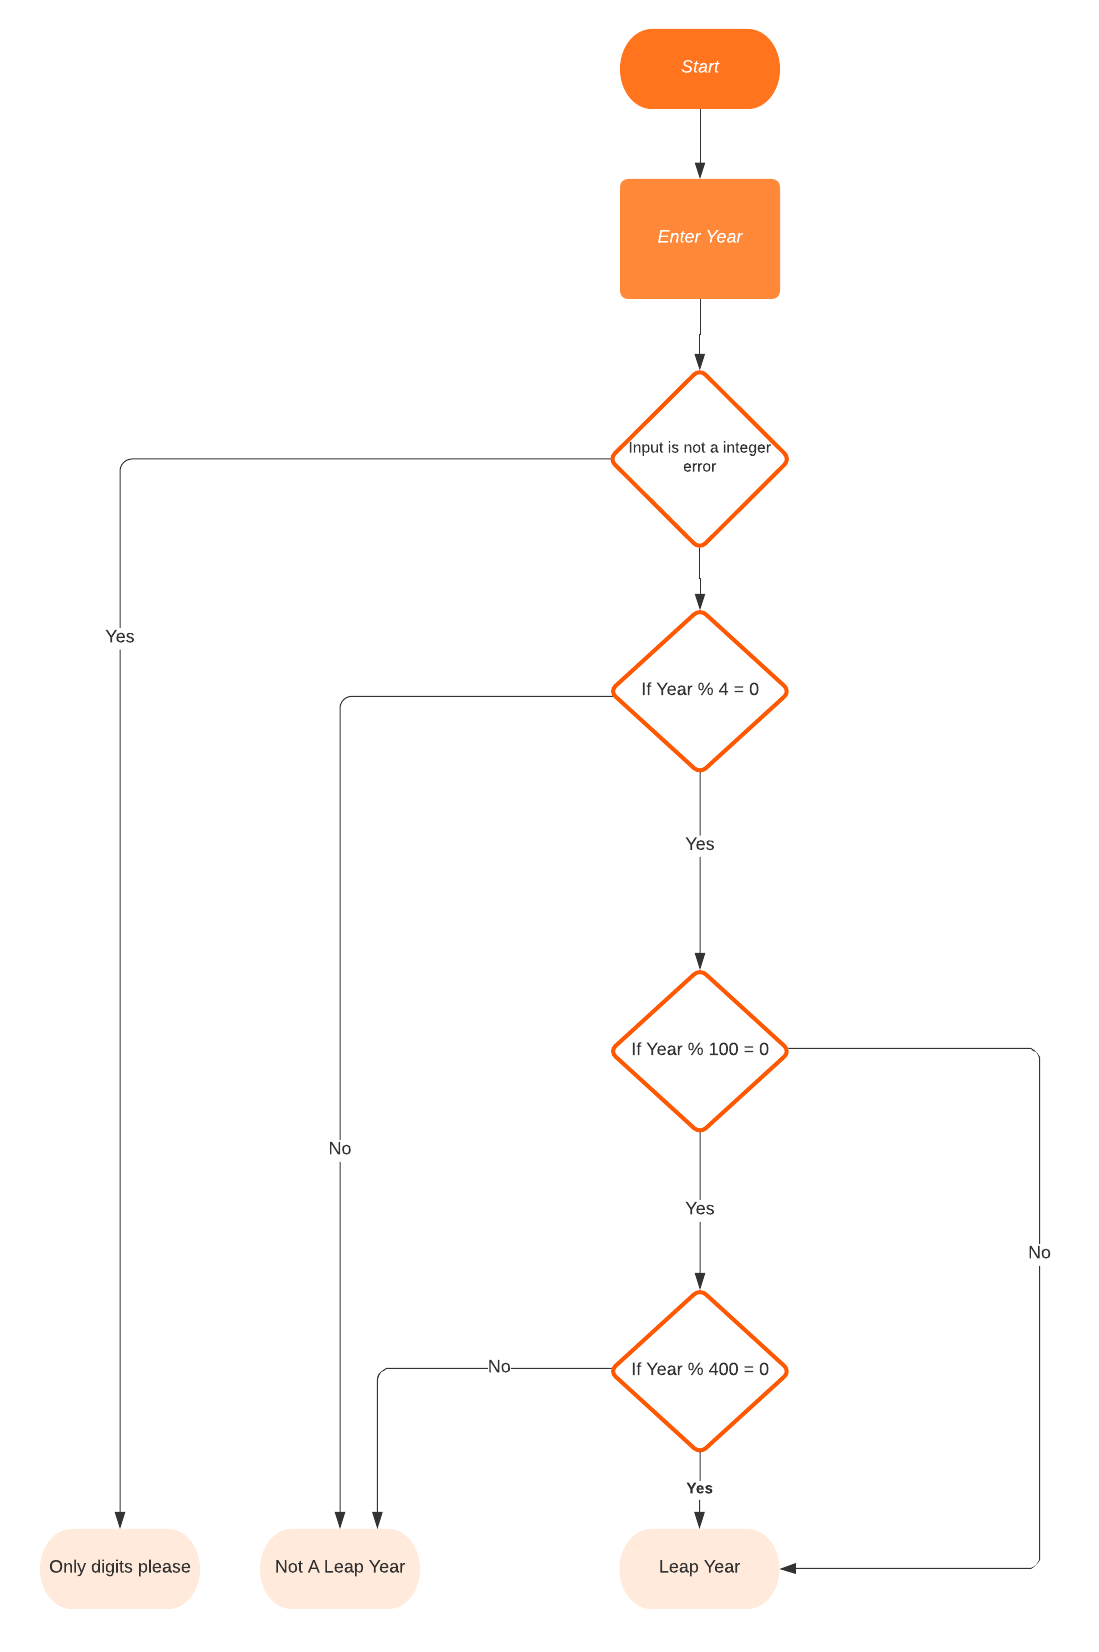 Start
Enter Year
Input is not a integer
error
Yes
If Year % 4 = 0
Yes
If Year % 100 = 0
No
Yes
No
If Year % 400 = 0
No
Yes
Only digits please
Not A Leap Year
Leap Year